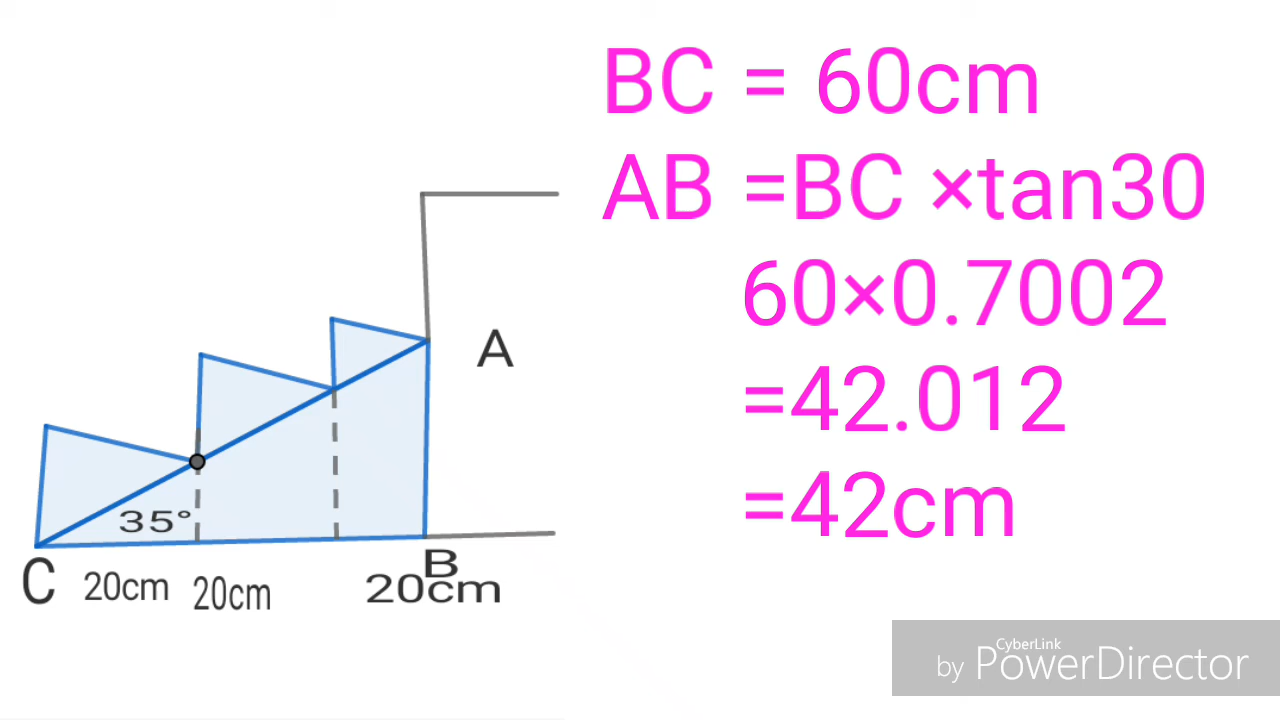 BC = 60cm
AB =BC ×tan30
60×0.7002
=42.012
=42cm
A
35°
C
B
20cm 20cm 20cm
CyberLink
by PowerDirector